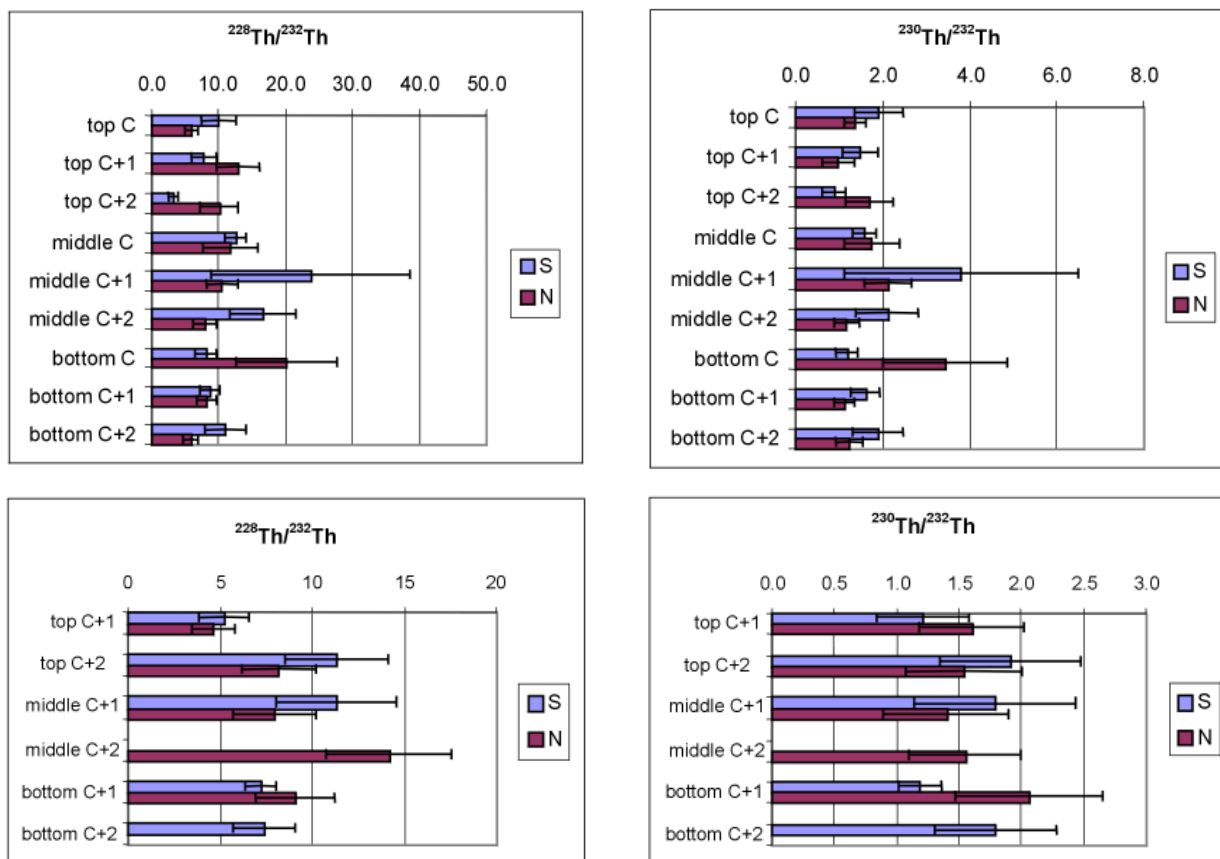 ²²⁸Th/²³²Th
0.0 10.0 20.0 30.0 40.0 50.0
top C
top C+1
top C+2
middle C
middle C+1
middle C+2
bottom C
bottom C+1
bottom C+2
S
N
²³⁰Th/²³²Th
0.0 2.0 4.0 6.0 8.0
top C
top C+1
top C+2
middle C
middle C+1
middle C+2
bottom C
bottom C+1
bottom C+2
S
N
²²⁸Th/²³²Th
0 5 10 15 20
top C+1
top C+2
middle C+1
middle C+2
bottom C+1
bottom C+2
S
N
²³⁰Th/²³²Th
0.0 0.5 1.0 1.5 2.0 2.5 3.0
top C+1
top C+2
middle C+1
middle C+2
bottom C+1
bottom C+2
S
N